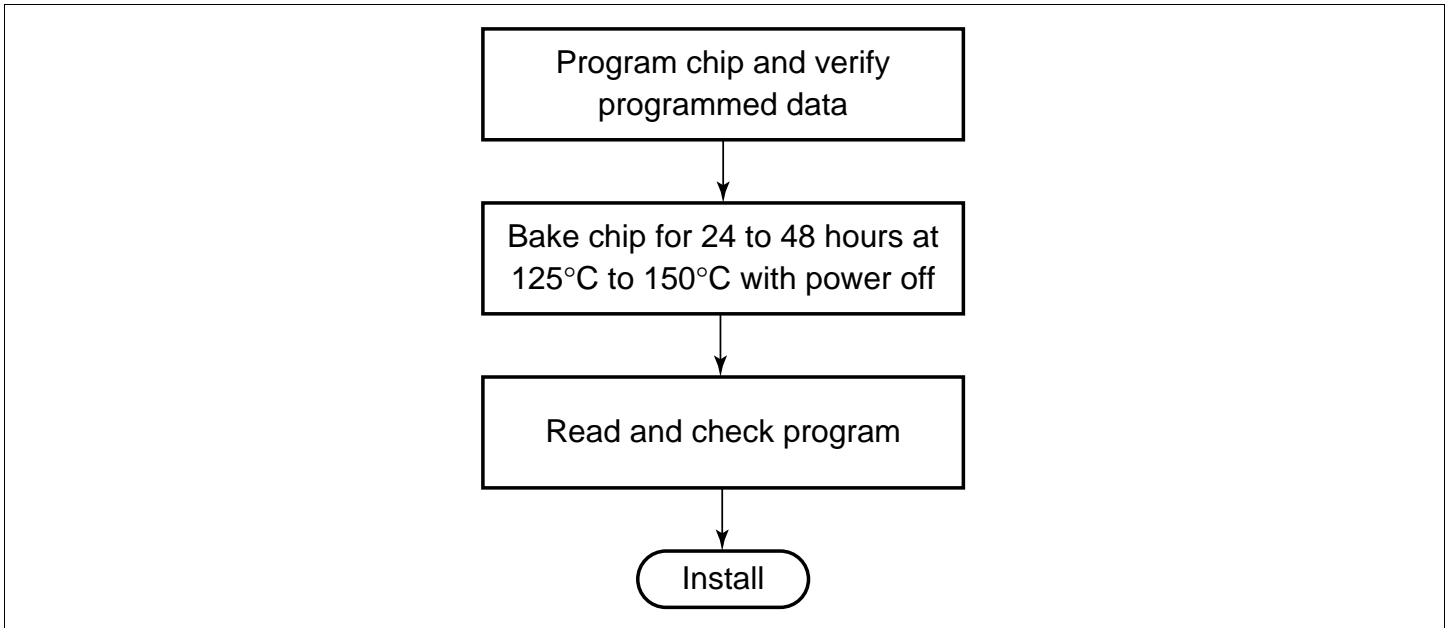 Program chip and verify
programmed data
Bake chip for 24 to 48 hours at
125°C to 150°C with power off
Read and check program
Install